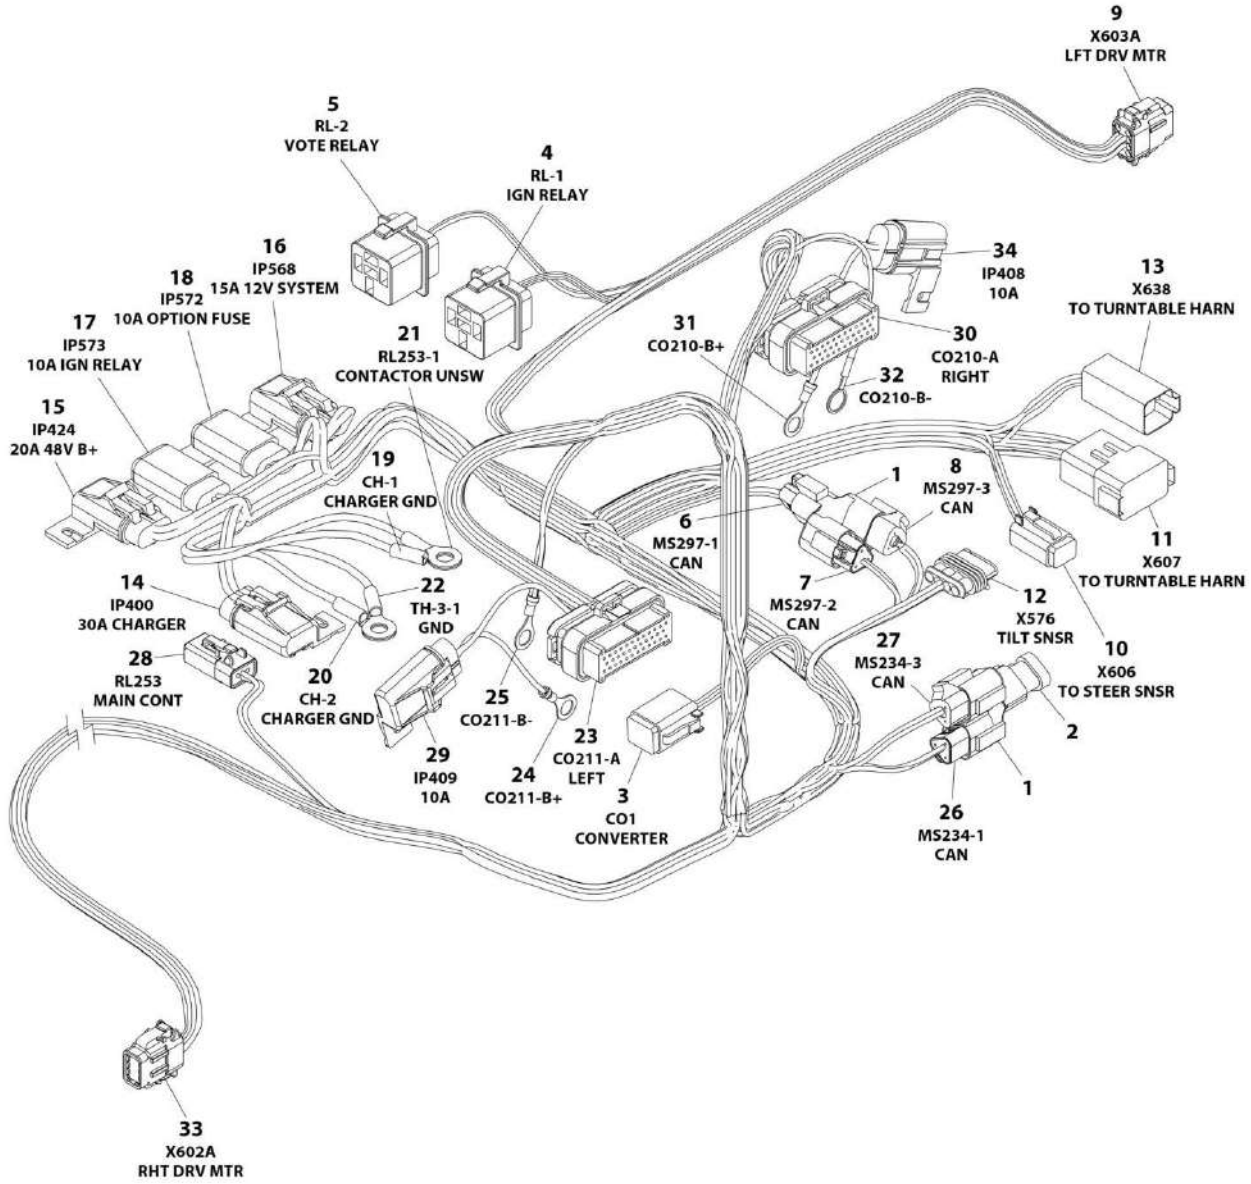 9
X603A
LFT DRV MTR
5
RL-2
VOTE RELAY
4
RL-1
IGN RELAY
16
IP568
15A 12V SYSTEM
18
IP572
10A OPTION FUSE
17
IP573
10A IGN RELAY
15
IP424
20A 48V B+
21
RL253-1
CONTACTOR UNSW
34
IP408
10A
13
X638
TO TURNTABLE HARN
31
CO210-B+
30
CO210-A
RIGHT
32
CO210-B-
19
CH-1
CHARGER GND
1
8
MS297-3
CAN
6
MS297-1
CAN
11
X607
TO TURNTABLE HARN
7
MS297-2
CAN
12
X576
TILT SNSR
14
IP400
30A CHARGER
22
TH-3-1
GND
10
X606
TO STEER SNSR
27
MS234-3
CAN
28
RL253
MAIN CONT
20
CH-2
CHARGER GND
25
CO211-B-
2
23
CO211-A
LEFT
29
IP409
10A
24
CO211-B+
3
CO1
CONVERTER
1
26
MS234-1
CAN
33
X602A
RHT DRV MTR